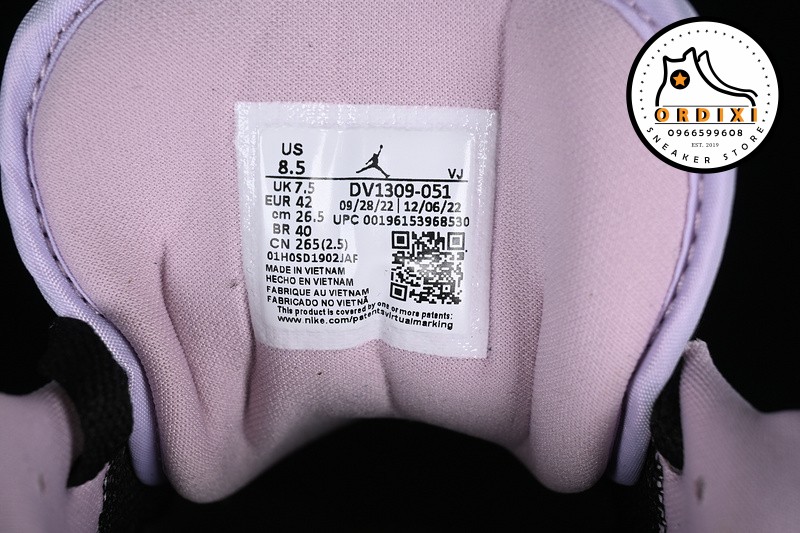 US
8.5
VJ
UK 7.5
DV1309-051
EUR 42
09/28/22 | 12/06/22
cm 26.5
UPC 00196153968530
BR 40
CN 265(2.5)
01H0SD1902JAF
MADE IN VIETNAM
HECHO EN VIETNAM
FABRIQUE AU VIETNAM
FABRICADO NO VIETNÃ
This product is covered by one or more patents:
www.nike.com/patentsvirtualmarking
ORDIXI
0966599608
EST. 2019
SNEAKER STORE